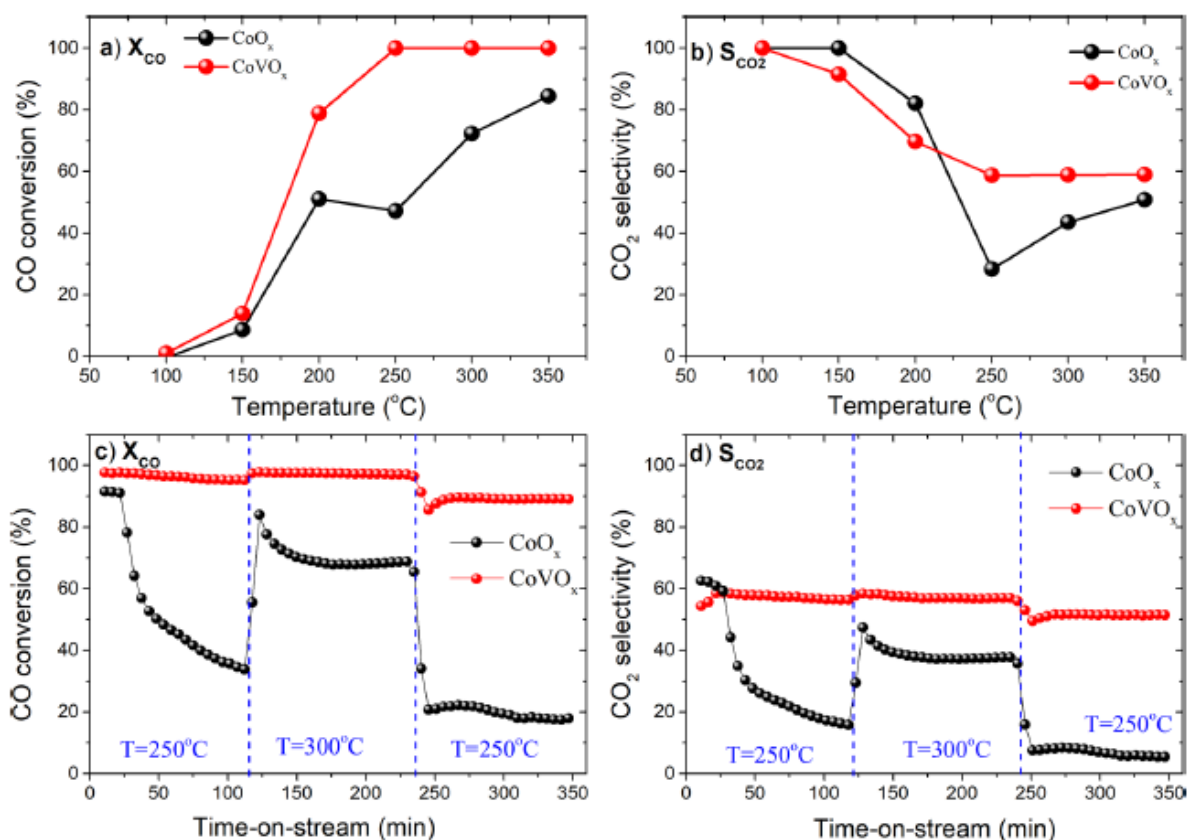 a) X_CO
CoO_x
CoVO_x
CO conversion (%)
100
80
60
40
20
0
50 100 150 200 250 300 350
Temperature (°C)
b) S_CO2
CoO_x
CoVO_x
CO₂ selectivity (%)
100
80
60
40
20
0
50 100 150 200 250 300 350
Temperature (°C)
c) X_CO
CoO_x
CoVO_x
CO conversion (%)
100
80
60
40
20
0
T=250°C
T=300°C
T=250°C
0 50 100 150 200 250 300 350
Time-on-stream (min)
d) S_CO2
CoO_x
CoVO_x
CO₂ selectivity (%)
100
80
60
40
20
0
T=250°C
T=300°C
T=250°C
0 50 100 150 200 250 300 350
Time-on-stream (min)